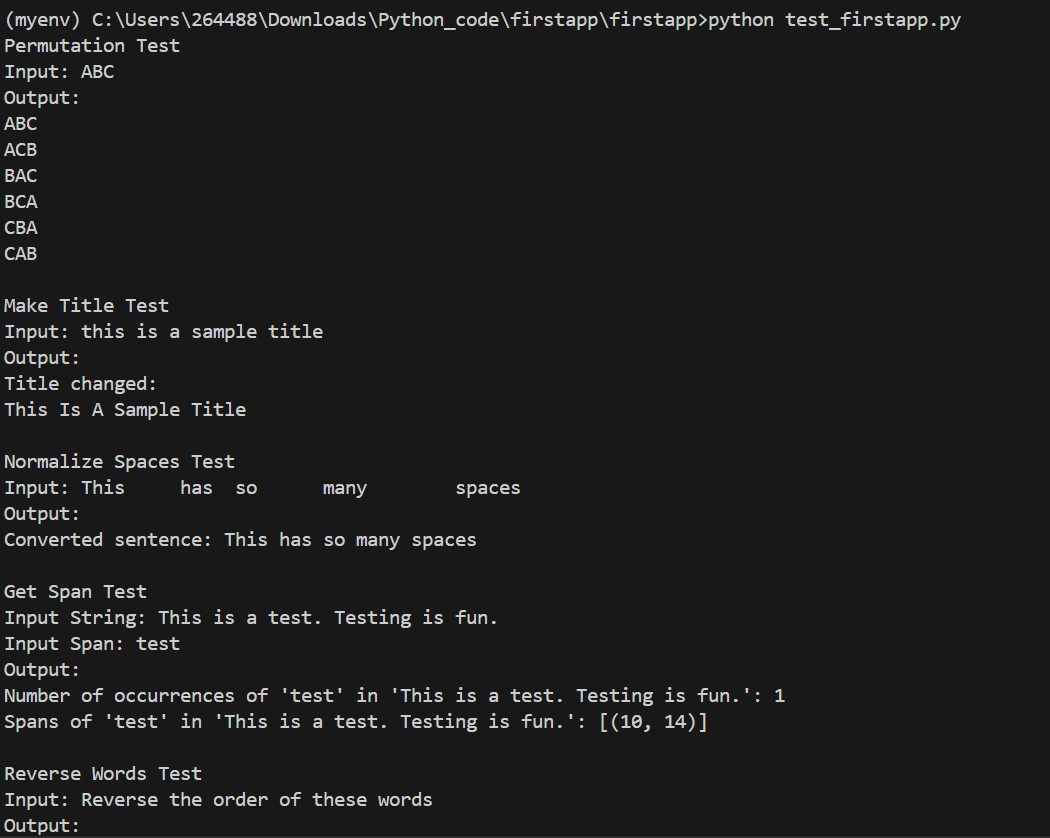 (myenv) C:\Users\264488\Downloads\Python_code\firstapp\firstapp>python test_firstapp.py
Permutation Test
Input: ABC
Output:
ABC
ACB
BAC
BCA
CBA
CAB

Make Title Test
Input: this is a sample title
Output:
Title changed:
This Is A Sample Title

Normalize Spaces Test
Input: This     has  so      many        spaces
Output:
Converted sentence: This has so many spaces

Get Span Test
Input String: This is a test. Testing is fun.
Input Span: test
Output:
Number of occurrences of 'test' in 'This is a test. Testing is fun.': 1
Spans of 'test' in 'This is a test. Testing is fun.': [(10, 14)]

Reverse Words Test
Input: Reverse the order of these words
Output: